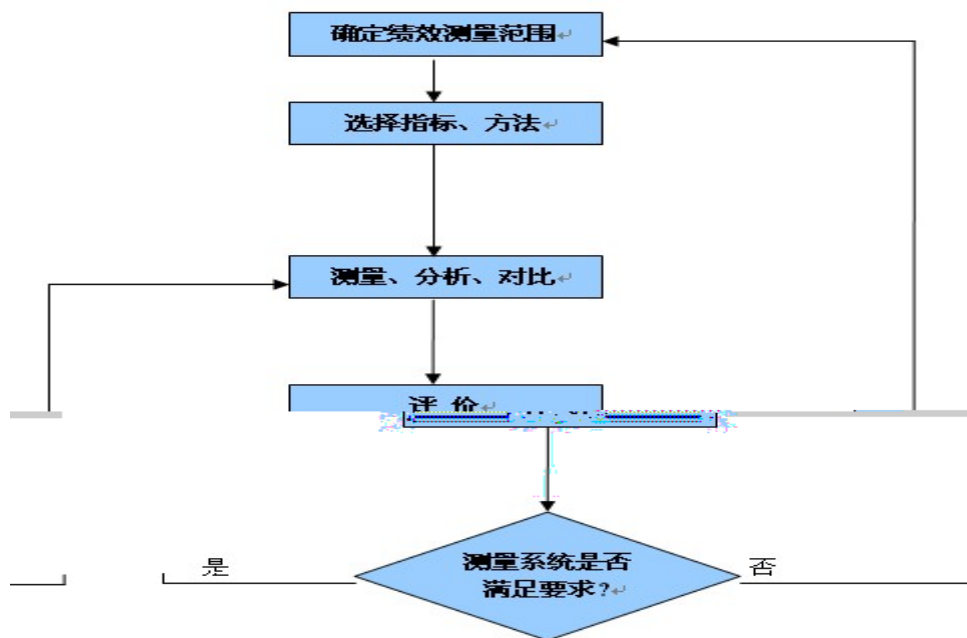 确定绩效测量范围
选择指标、方法
测量、分析、对比
评 价
是
测量系统是否
满足要求?
否